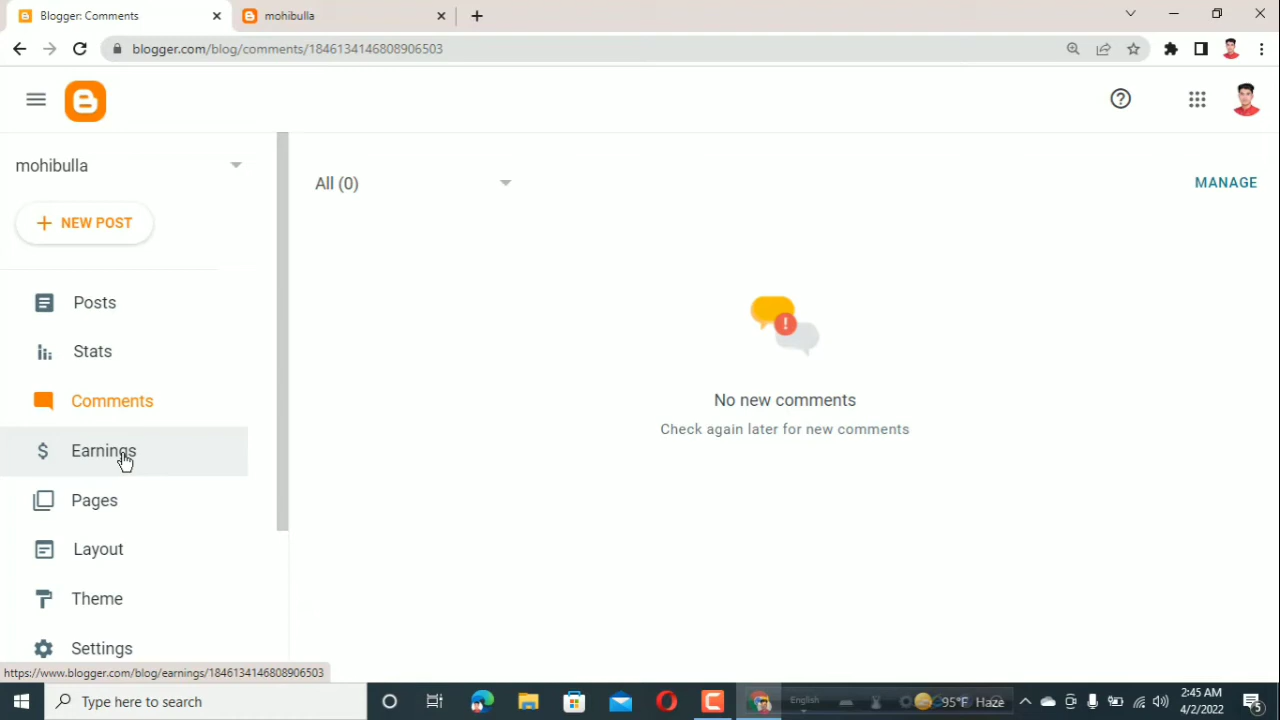 Blogger: Comments
mohibulla
blogger.com/blog/comments/1846134146808906503
mohibulla
NEW POST
Posts
Stats
Comments
Earnings
Pages
Layout
Theme
Settings
All (0)
MANAGE
No new comments
Check again later for new comments
https://www.blogger.com/blog/earnings/1846134146808906503
Type here to search
English
95°F Haze
2:45 AM
4/2/2022
5